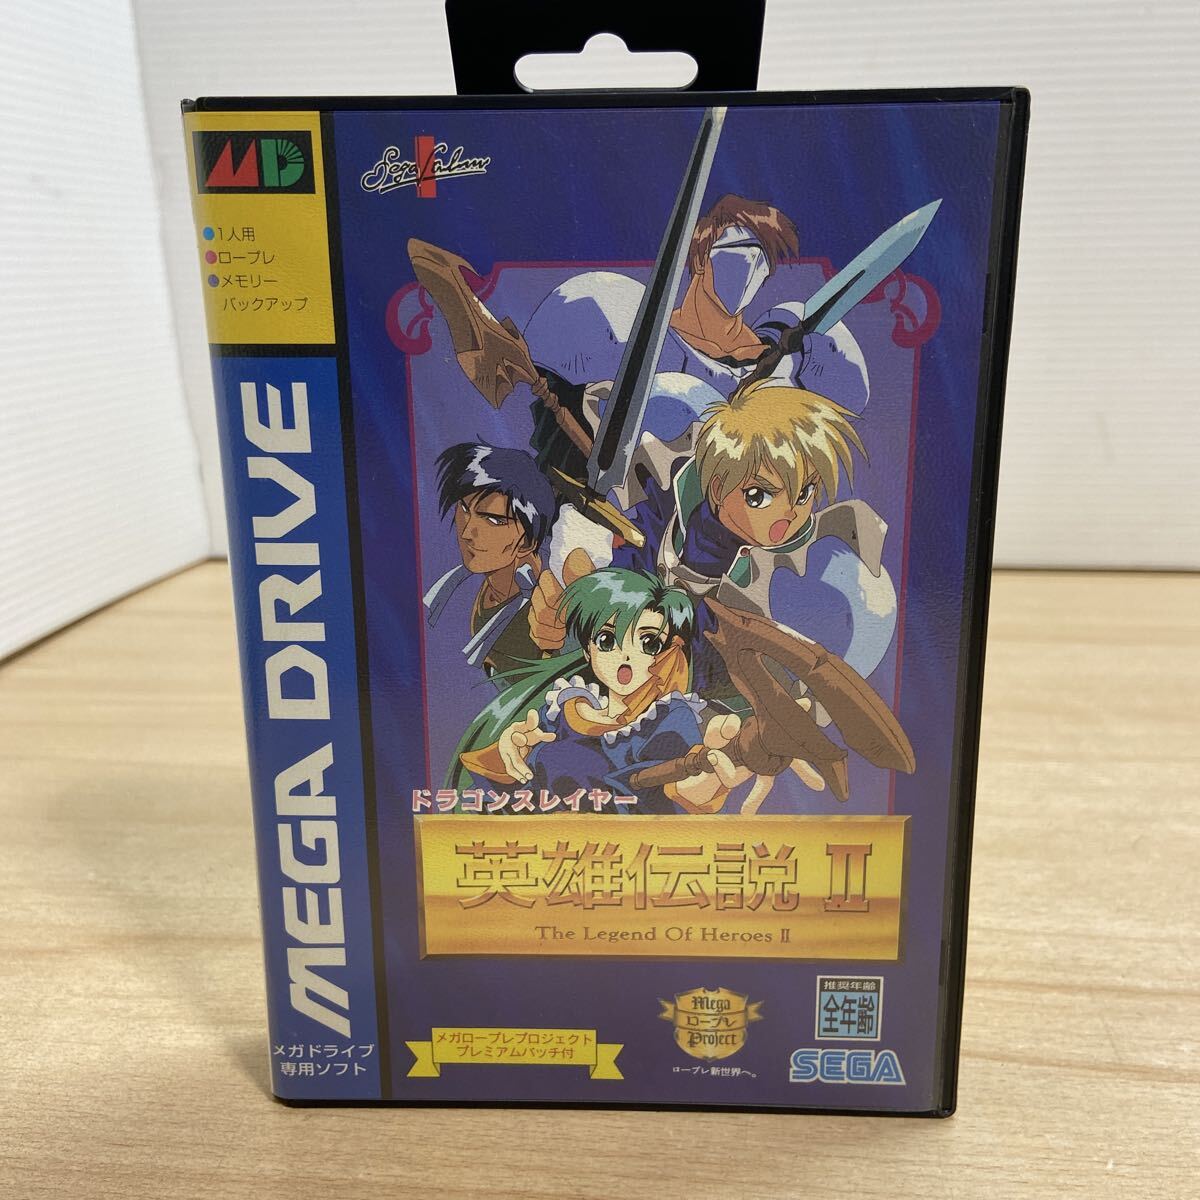 MD
Sega Falcom
1人用
ロープレ
メモリー
バックアップ
MEGA DRIVE
メガドライブ
専用ソフト
ドラゴンスレイヤー
英雄伝説 II
The Legend Of Heroes II
メガロープレプロジェクト
プレミアムバッチ付
Mega
ロープレ
Project
ロープレ新世界へ。
推奨年齢
全年齢
SEGA